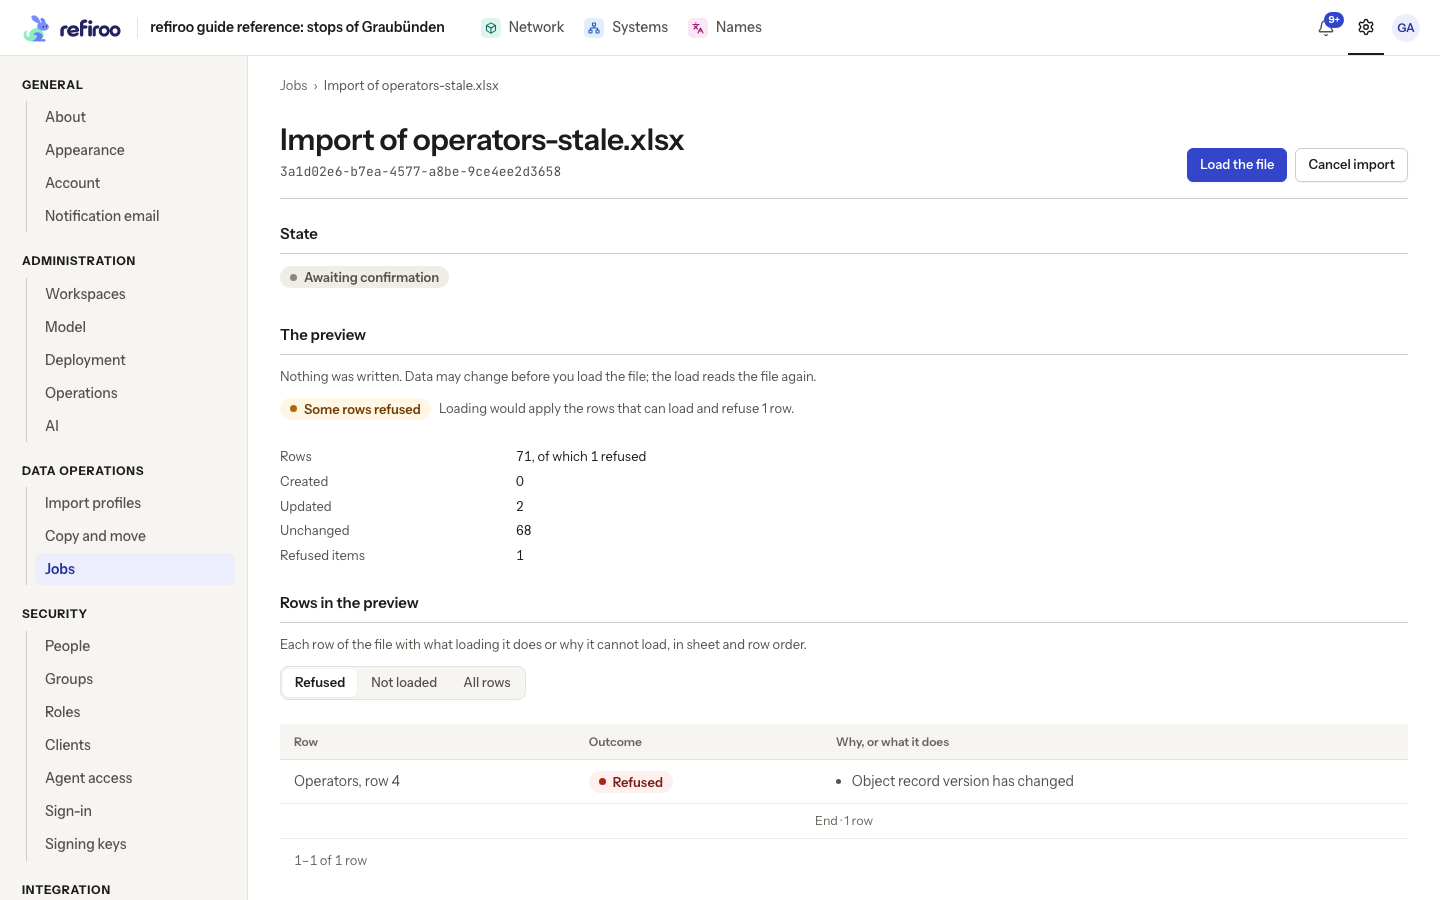 refiroo
refiroo guide reference: stops of Graubünden
Network
Systems
Names
9+
GA
GENERAL
About
Appearance
Account
Notification email
ADMINISTRATION
Workspaces
Model
Deployment
Operations
AI
DATA OPERATIONS
Import profiles
Copy and move
Jobs
SECURITY
People
Groups
Roles
Clients
Agent access
Sign-in
Signing keys
INTEGRATION
Jobs › Import of operators-stale.xlsx
Import of operators-stale.xlsx
3a1d02e6-b7ea-4577-a8be-9ce4ee2d3658
Load the file
Cancel import
State
Awaiting confirmation
The preview
Nothing was written. Data may change before you load the file; the load reads the file again.
Some rows refused Loading would apply the rows that can load and refuse 1 row.
Rows 71, of which 1 refused
Created 0
Updated 2
Unchanged 68
Refused items 1
Rows in the preview
Each row of the file with what loading it does or why it cannot load, in sheet and row order.
Refused Not loaded All rows
Row Outcome Why, or what it does
Operators, row 4 Refused • Object record version has changed
End · 1 row
1–1 of 1 row